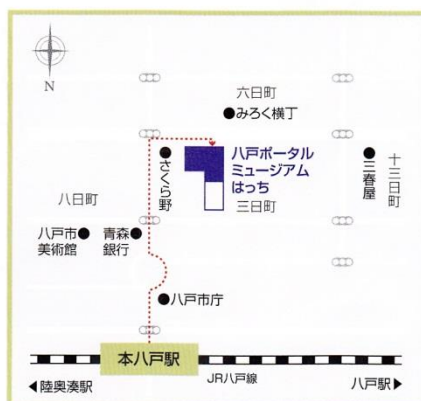 N
六日町
みろく横丁
さくら野
八戸ポータル
ミュージアム
はっち
三日町
三春屋
十三日町
八日町
八戸市
美術館
青森
銀行
八戸市庁
本八戸駅
JR八戸線
陸奥湊駅
八戸駅